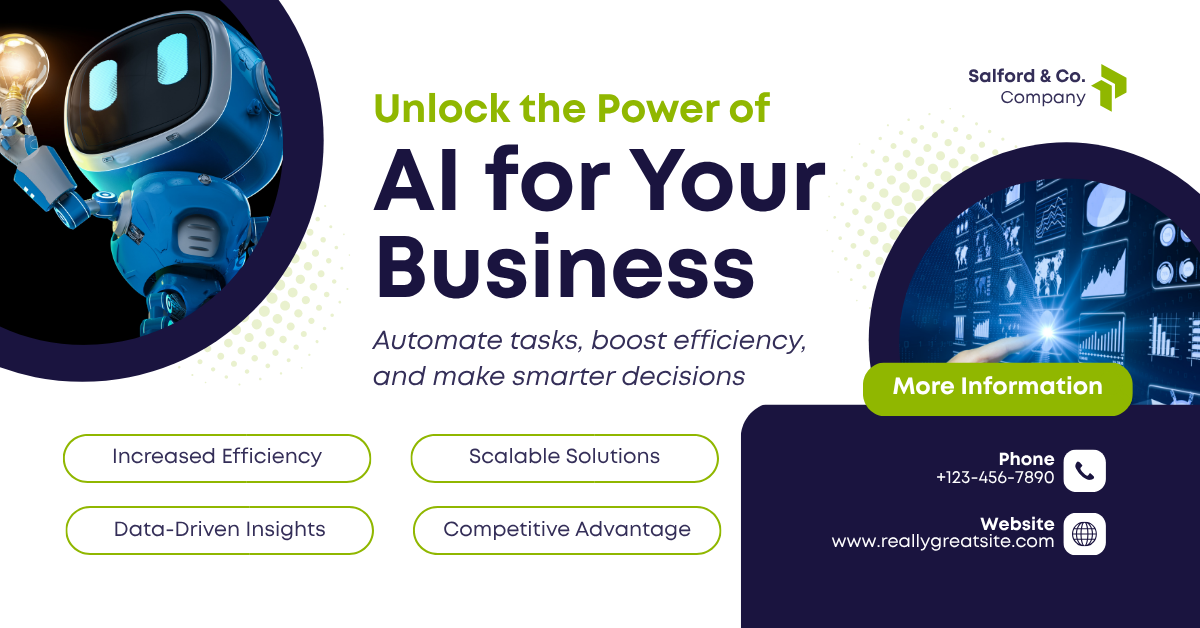 Salford & Co.
Company
Unlock the Power of
AI for Your
Business
Automate tasks, boost efficiency,
and make smarter decisions
Increased Efficiency
Scalable Solutions
Data-Driven Insights
Competitive Advantage
More Information
Phone
+123-456-7890
Website
www.reallygreatsite.com